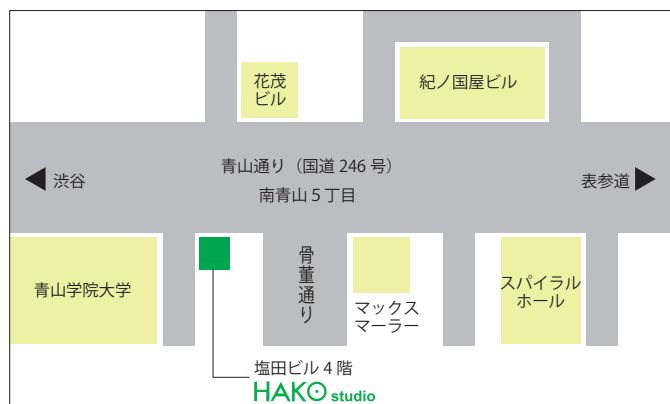 花茂
ビル
紀ノ国屋ビル
青山通り（国道 246 号）
南青山 5 丁目
渋谷
表参道
青山学院大学
骨董通り
マックス
マーラー
スパイラル
ホール
塩田ビル 4 階
HAKO studio